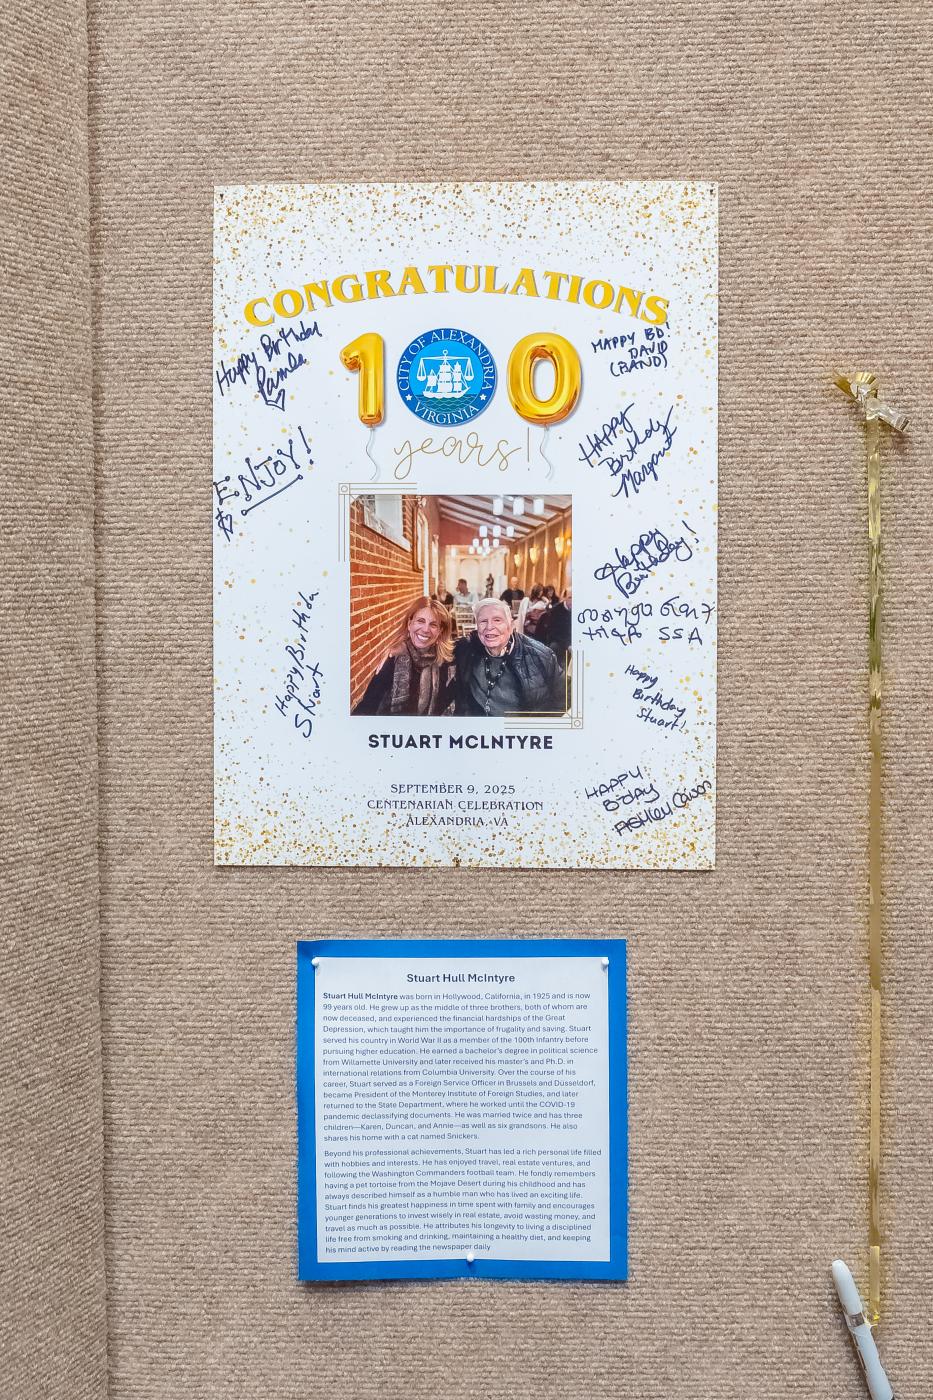 CONGRATULATIONS
100
CITY OF ALEXANDRIA
VIRGINIA
years!
Happy Birthday
Pamela
ENJOY!
Happy Birthda
Stuart
HAPPY BD!
DAVID
(BAND)
HAPPY
Birthday
Margaret
Happy
Birthday!
SSA
Happy
Birthday
Stuart!
HAPPY
BDAY
ASHley
STUART MCLNTYRE
SEPTEMBER 9, 2025
CENTENARIAN CELEBRATION
ALEXANDRIA, VA
Stuart Hull McIntyre
Stuart Hull McIntyre was born in Hollywood, California, in 1925 and is now
99 years old. He grew up as the middle of three brothers, both of whom are
now deceased, and experienced the financial hardships of the Great
Depression, which taught him the importance of frugality and saving. Stuart
served his country in World War II as a member of the 100th Infantry before
pursuing higher education. He earned a bachelor's degree in political science
from Willamette University and later received his master's and Ph.D. in
international relations from Columbia University. Over the course of his
career, Stuart served as a Foreign Service Officer in Brussels and Düsseldorf,
became President of the Monterey Institute of Foreign Studies, and later
returned to the State Department, where he worked until the COVID-19
pandemic declassifying documents. He was married twice and has three
children—Karen, Duncan, and Annie—as well as six grandsons. He also
shares his home with a cat named Snickers.
Beyond his professional achievements, Stuart has led a rich personal life filled
with hobbies and interests. He has enjoyed travel, real estate ventures, and
following the Washington Commanders football team. He fondly remembers
having a pet tortoise from the Mojave Desert during his childhood and has
always described himself as a humble man who has lived an exciting life.
Stuart finds his greatest happiness in time spent with family and encourages
younger generations to invest wisely in real estate, avoid wasting money, and
travel as much as possible. He attributes his longevity to living a disciplined
life free from smoking and drinking, maintaining a healthy diet, and keeping
his mind active by reading the newspaper daily